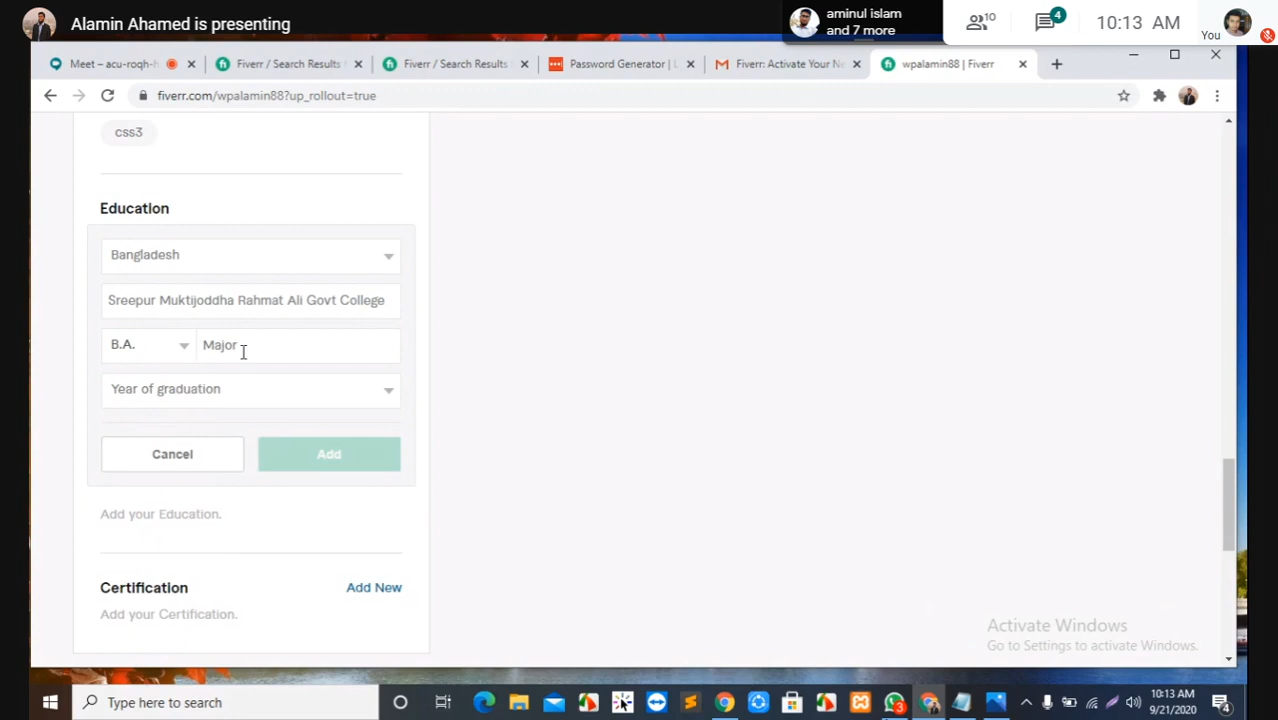 Alamin Ahamed is presenting
aminul islam
and 7 more
10
4
10:13 AM
You
Meet – acu-roqh-h
Fiverr / Search Results
Fiverr / Search Results
Password Generator | L
Fiverr: Activate Your Ne
wpalamin88 | Fiverr
fiverr.com/wpalamin88?up_rollout=true
css3
Education
Bangladesh
Sreepur Muktijoddha Rahmat Ali Govt College
B.A.
Major
Year of graduation
Cancel
Add
Add your Education.
Certification
Add New
Add your Certification.
Activate Windows
Go to Settings to activate Windows.
Type here to search
3
10:13 AM
9/21/2020
4